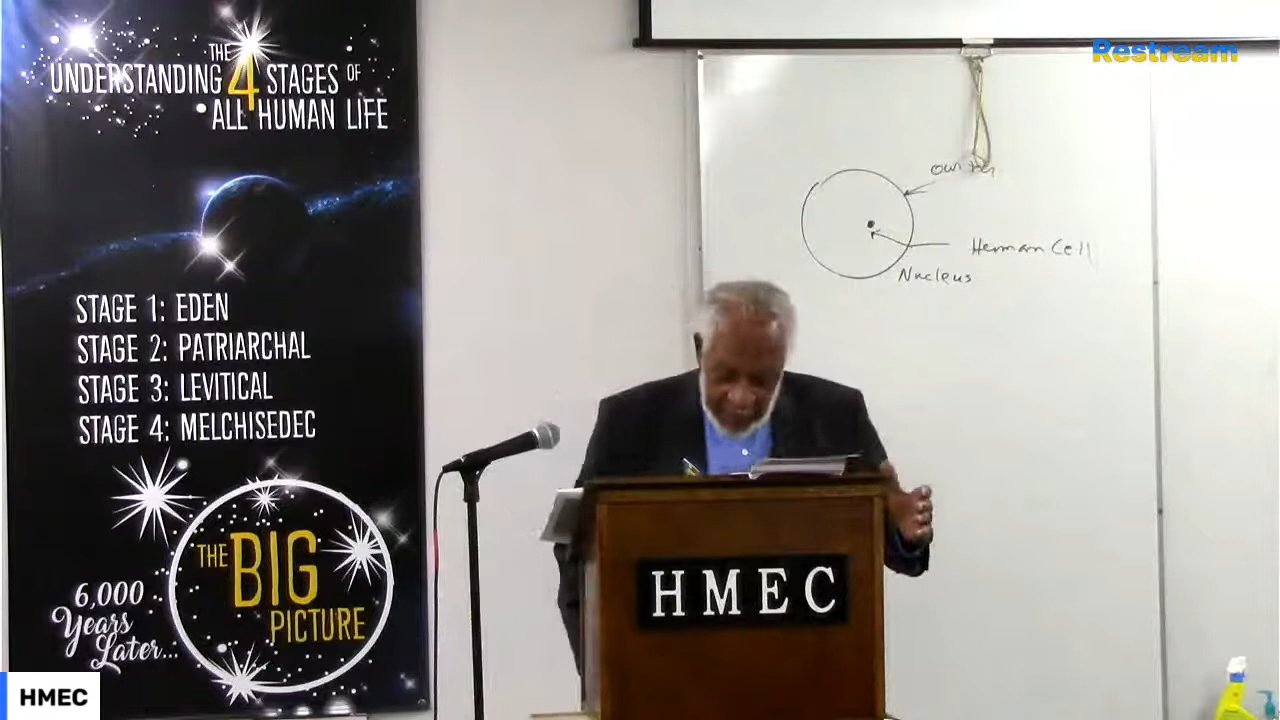 THE
UNDERSTANDING 4 STAGES OF
ALL HUMAN LIFE
STAGE 1: EDEN
STAGE 2: PATRIARCHAL
STAGE 3: LEVITICAL
STAGE 4: MELCHISEDEC
THE BIG
PICTURE
6,000
Years
Later...
HMEC
Restream
Cell
Nucleus
HMEC